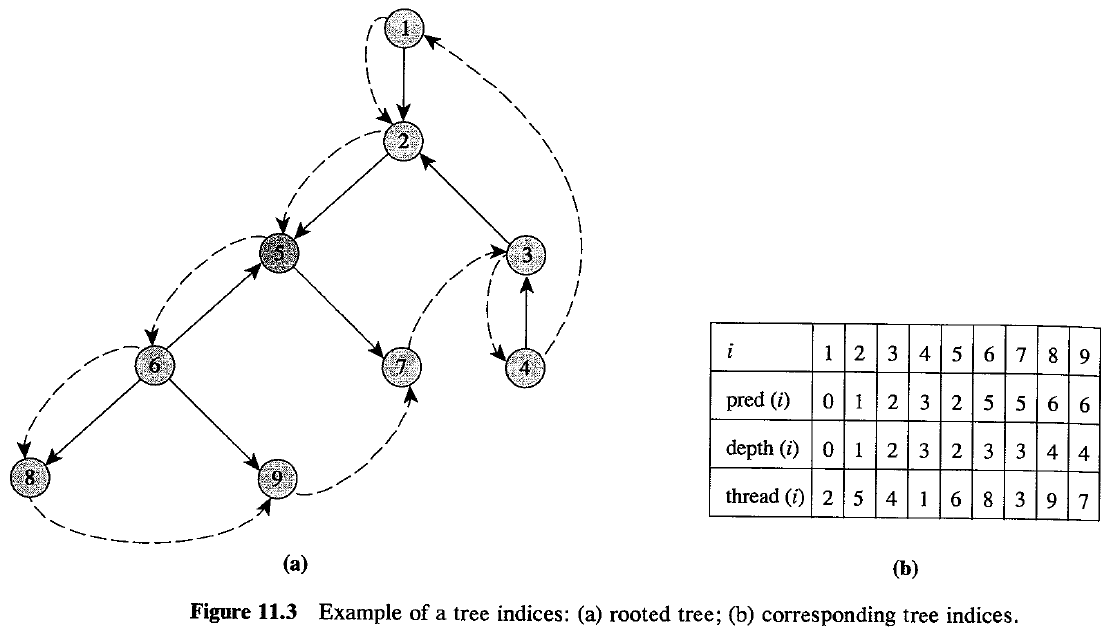 1
2
5
3
6
7
4
8
9
(a)
i 1 2 3 4 5 6 7 8 9
pred (i) 0 1 2 3 2 5 5 6 6
depth (i) 0 1 2 3 2 3 3 4 4
thread (i) 2 5 4 1 6 8 3 9 7
(b)
Figure 11.3 Example of a tree indices: (a) rooted tree; (b) corresponding tree indices.